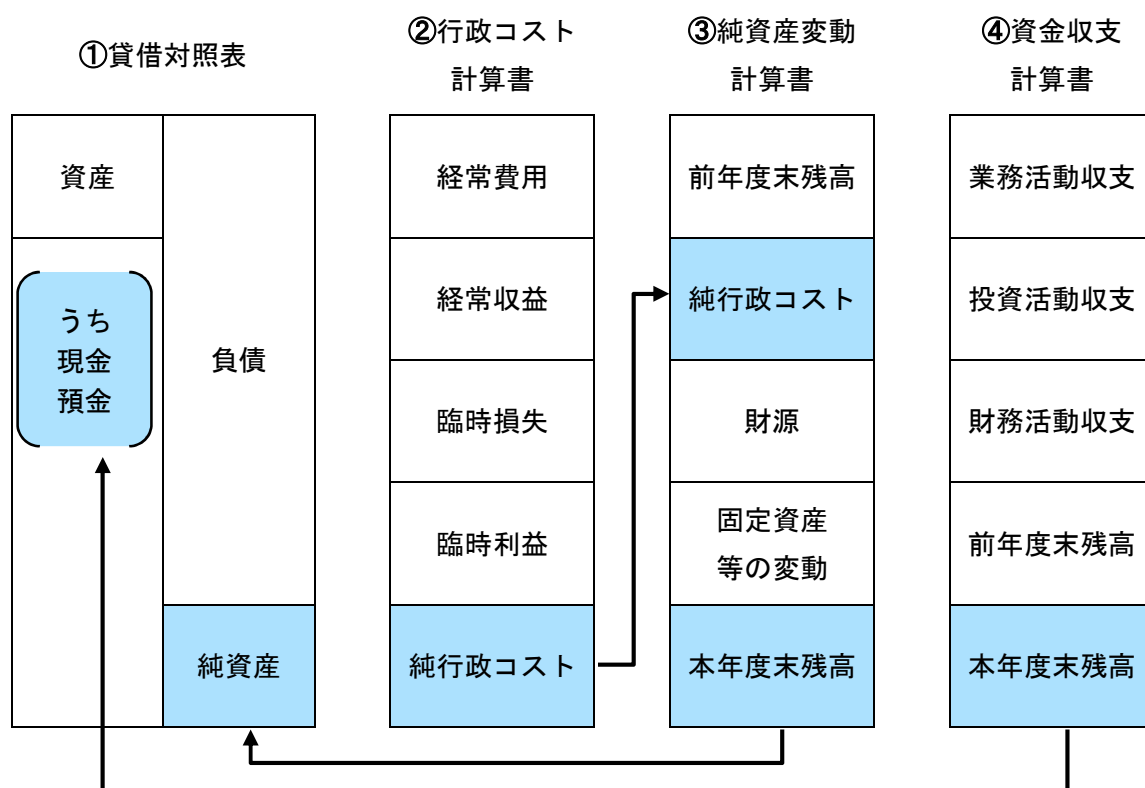 ①貸借対照表
資産
うち
現金
預金
負債
純資産
②行政コスト
計算書
経常費用
経常収益
臨時損失
臨時利益
純行政コスト
③純資産変動
計算書
前年度末残高
純行政コスト
財源
固定資産
等の変動
本年度末残高
④資金収支
計算書
業務活動収支
投資活動収支
財務活動収支
前年度末残高
本年度末残高